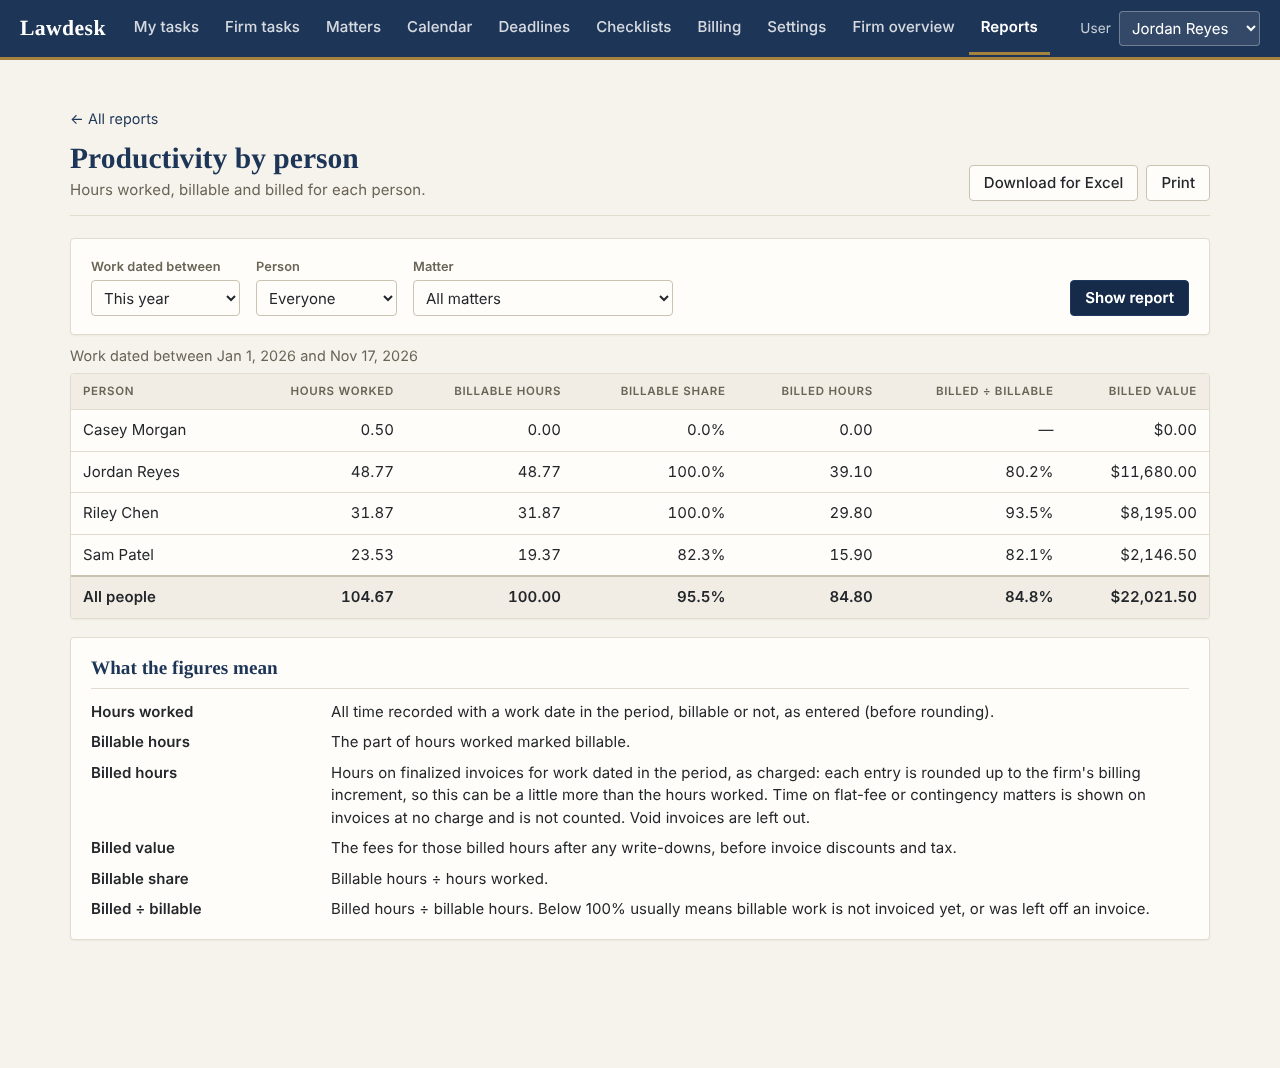 Lawdesk My tasks Firm tasks Matters Calendar Deadlines Checklists Billing Settings Firm overview Reports User Jordan Reyes
← All reports
Productivity by person
Hours worked, billable and billed for each person.
Download for Excel Print
Work dated between Person Matter
This year Everyone All matters Show report
Work dated between Jan 1, 2026 and Nov 17, 2026
PERSON HOURS WORKED BILLABLE HOURS BILLABLE SHARE BILLED HOURS BILLED ÷ BILLABLE BILLED VALUE
Casey Morgan 0.50 0.00 0.0% 0.00 — $0.00
Jordan Reyes 48.77 48.77 100.0% 39.10 80.2% $11,680.00
Riley Chen 31.87 31.87 100.0% 29.80 93.5% $8,195.00
Sam Patel 23.53 19.37 82.3% 15.90 82.1% $2,146.50
All people 104.67 100.00 95.5% 84.80 84.8% $22,021.50
What the figures mean
Hours worked All time recorded with a work date in the period, billable or not, as entered (before rounding).
Billable hours The part of hours worked marked billable.
Billed hours Hours on finalized invoices for work dated in the period, as charged: each entry is rounded up to the firm's billing
increment, so this can be a little more than the hours worked. Time on flat-fee or contingency matters is shown on
invoices at no charge and is not counted. Void invoices are left out.
Billed value The fees for those billed hours after any write-downs, before invoice discounts and tax.
Billable share Billable hours ÷ hours worked.
Billed ÷ billable Billed hours ÷ billable hours. Below 100% usually means billable work is not invoiced yet, or was left off an invoice.